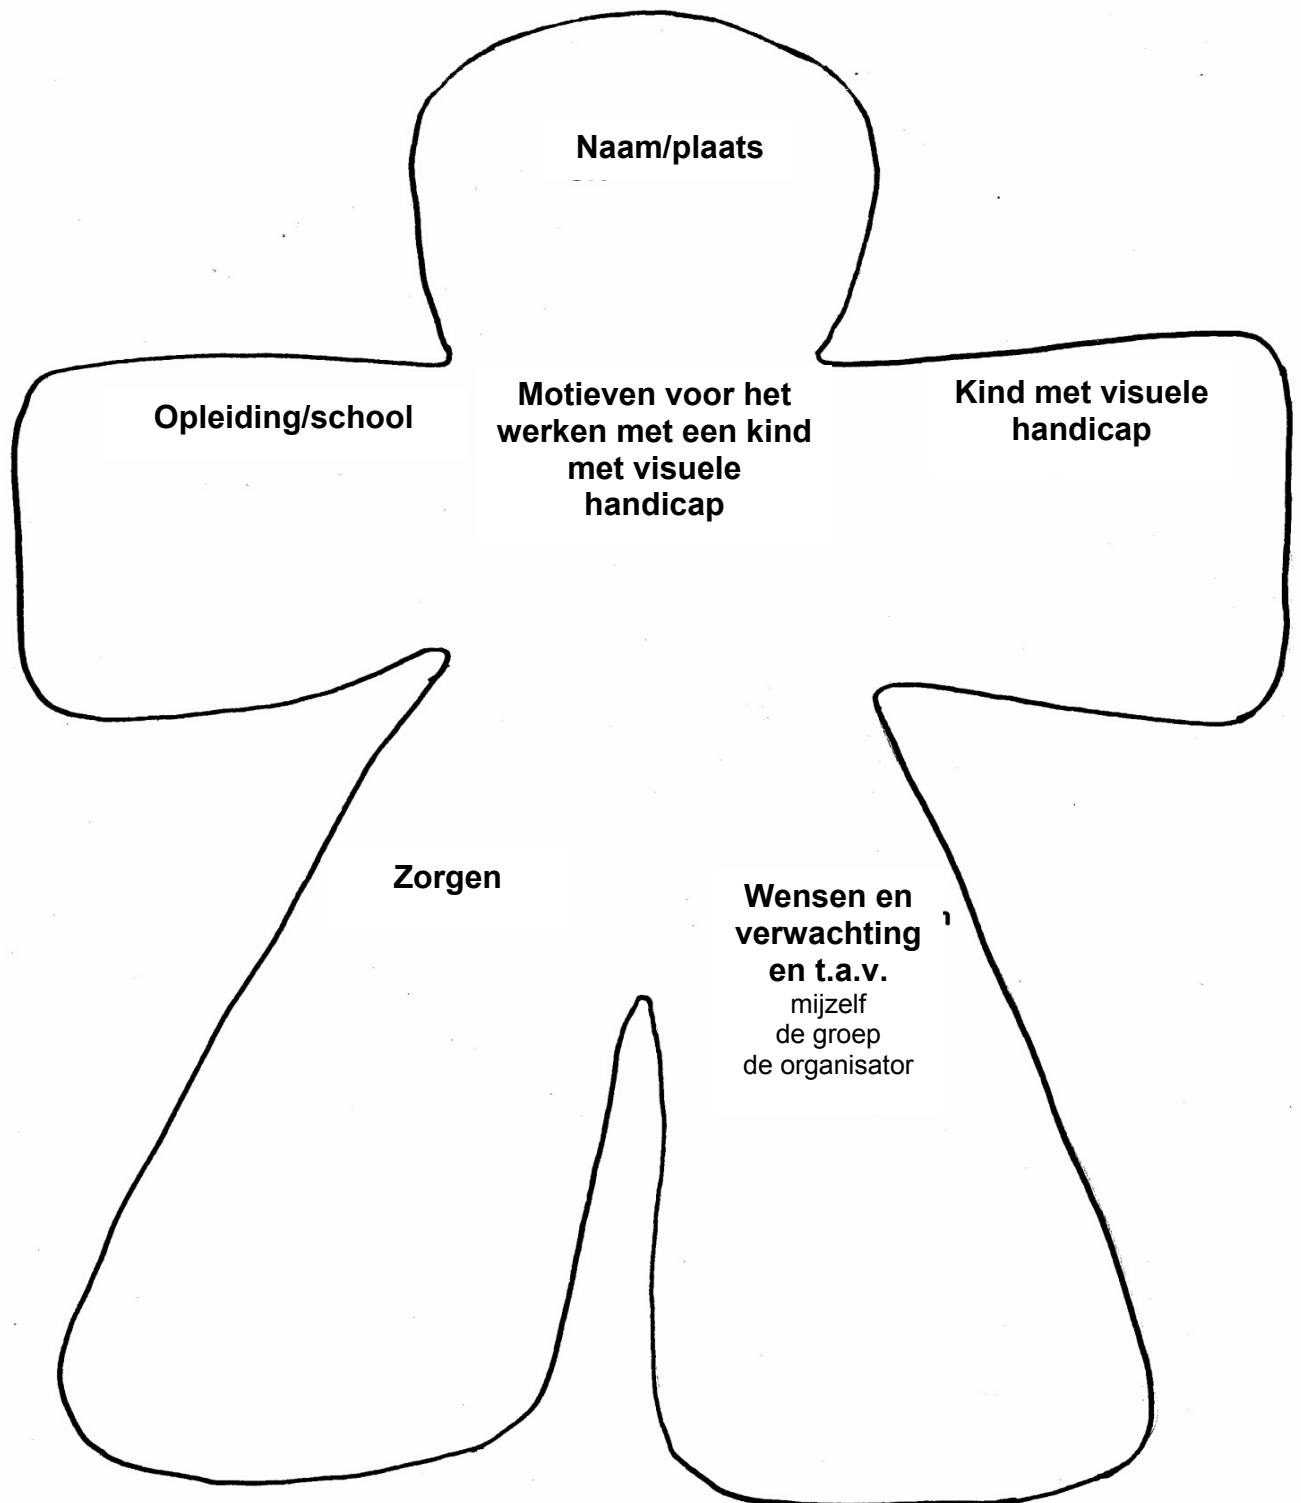 Naam/plaats
Opleiding/school
Motieven voor het
werken met een kind
met visuele
handicap
Kind met visuele
handicap
Zorgen
Wensen en
verwachting
en t.a.v.
mijzelf
de groep
de organisator